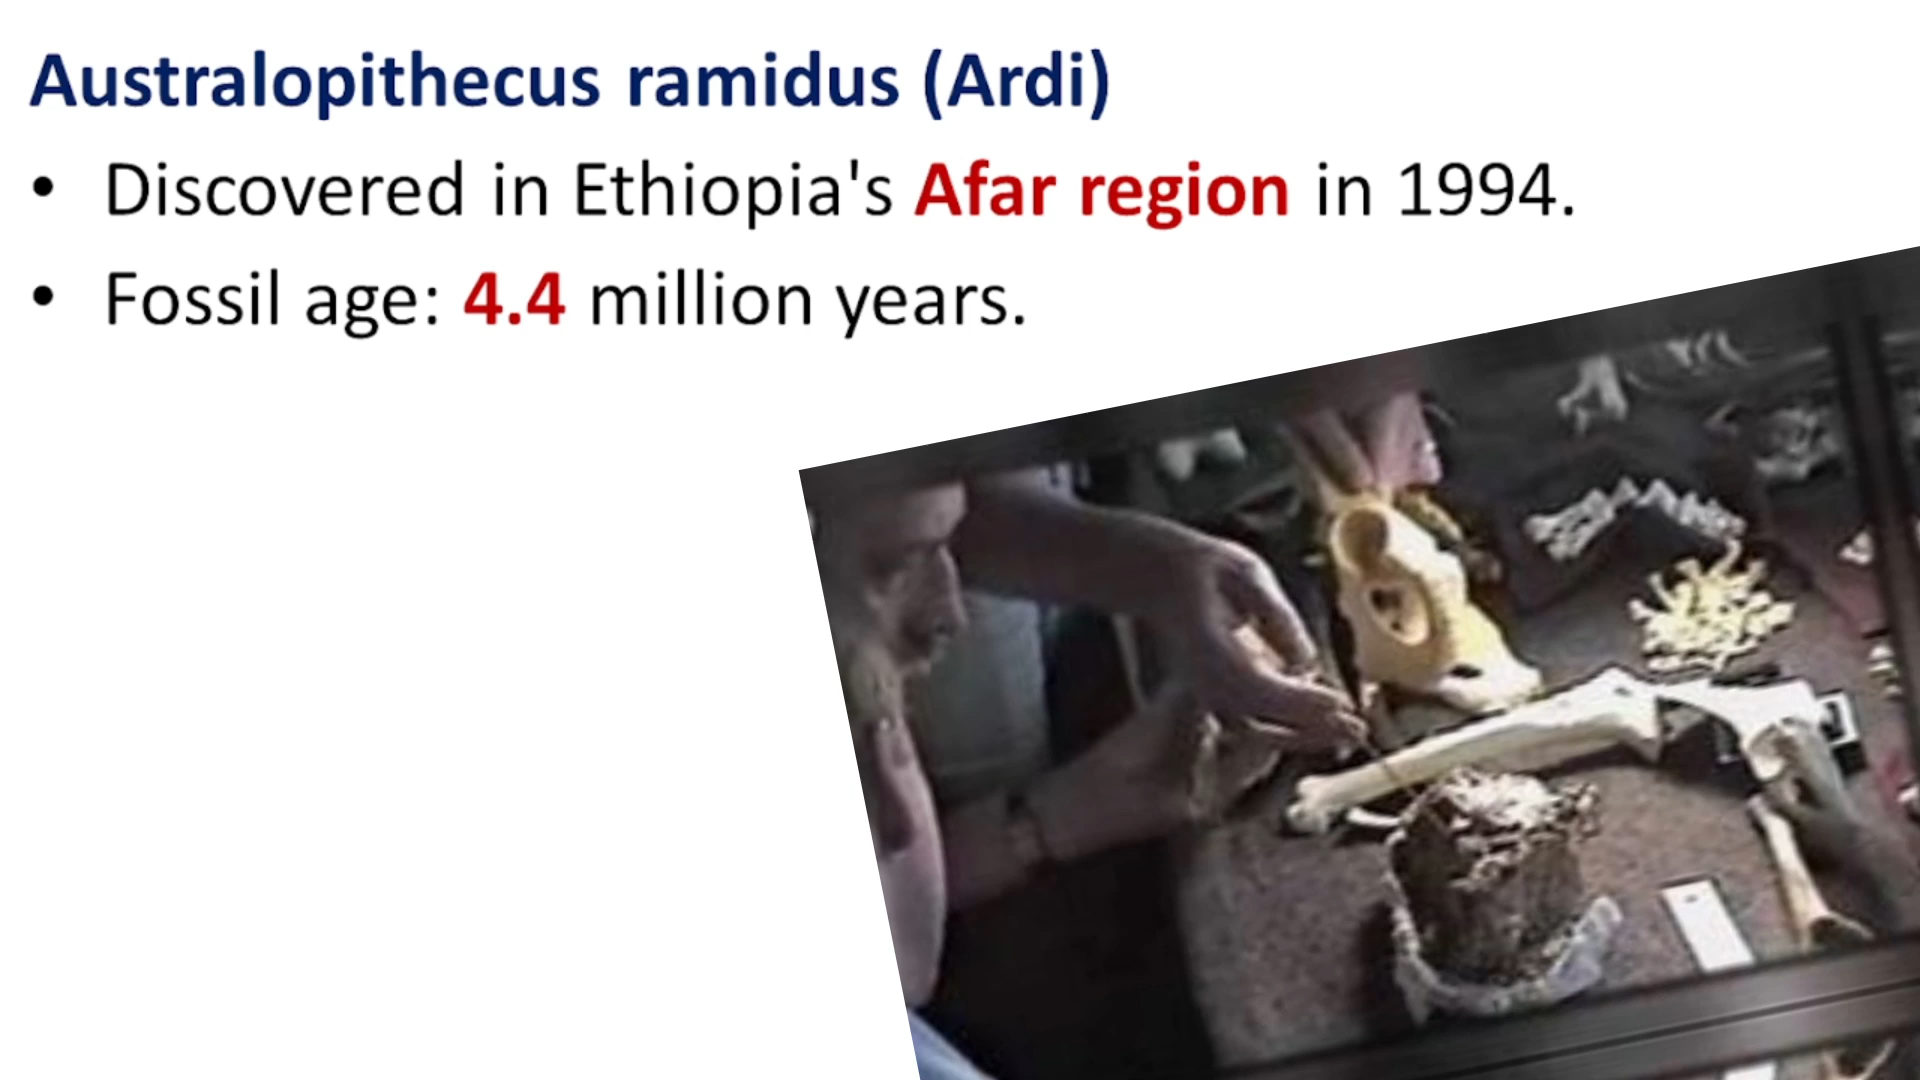 Australopithecus ramidus (Ardi)
• Discovered in Ethiopia's Afar region in 1994.
• Fossil age: 4.4 million years.